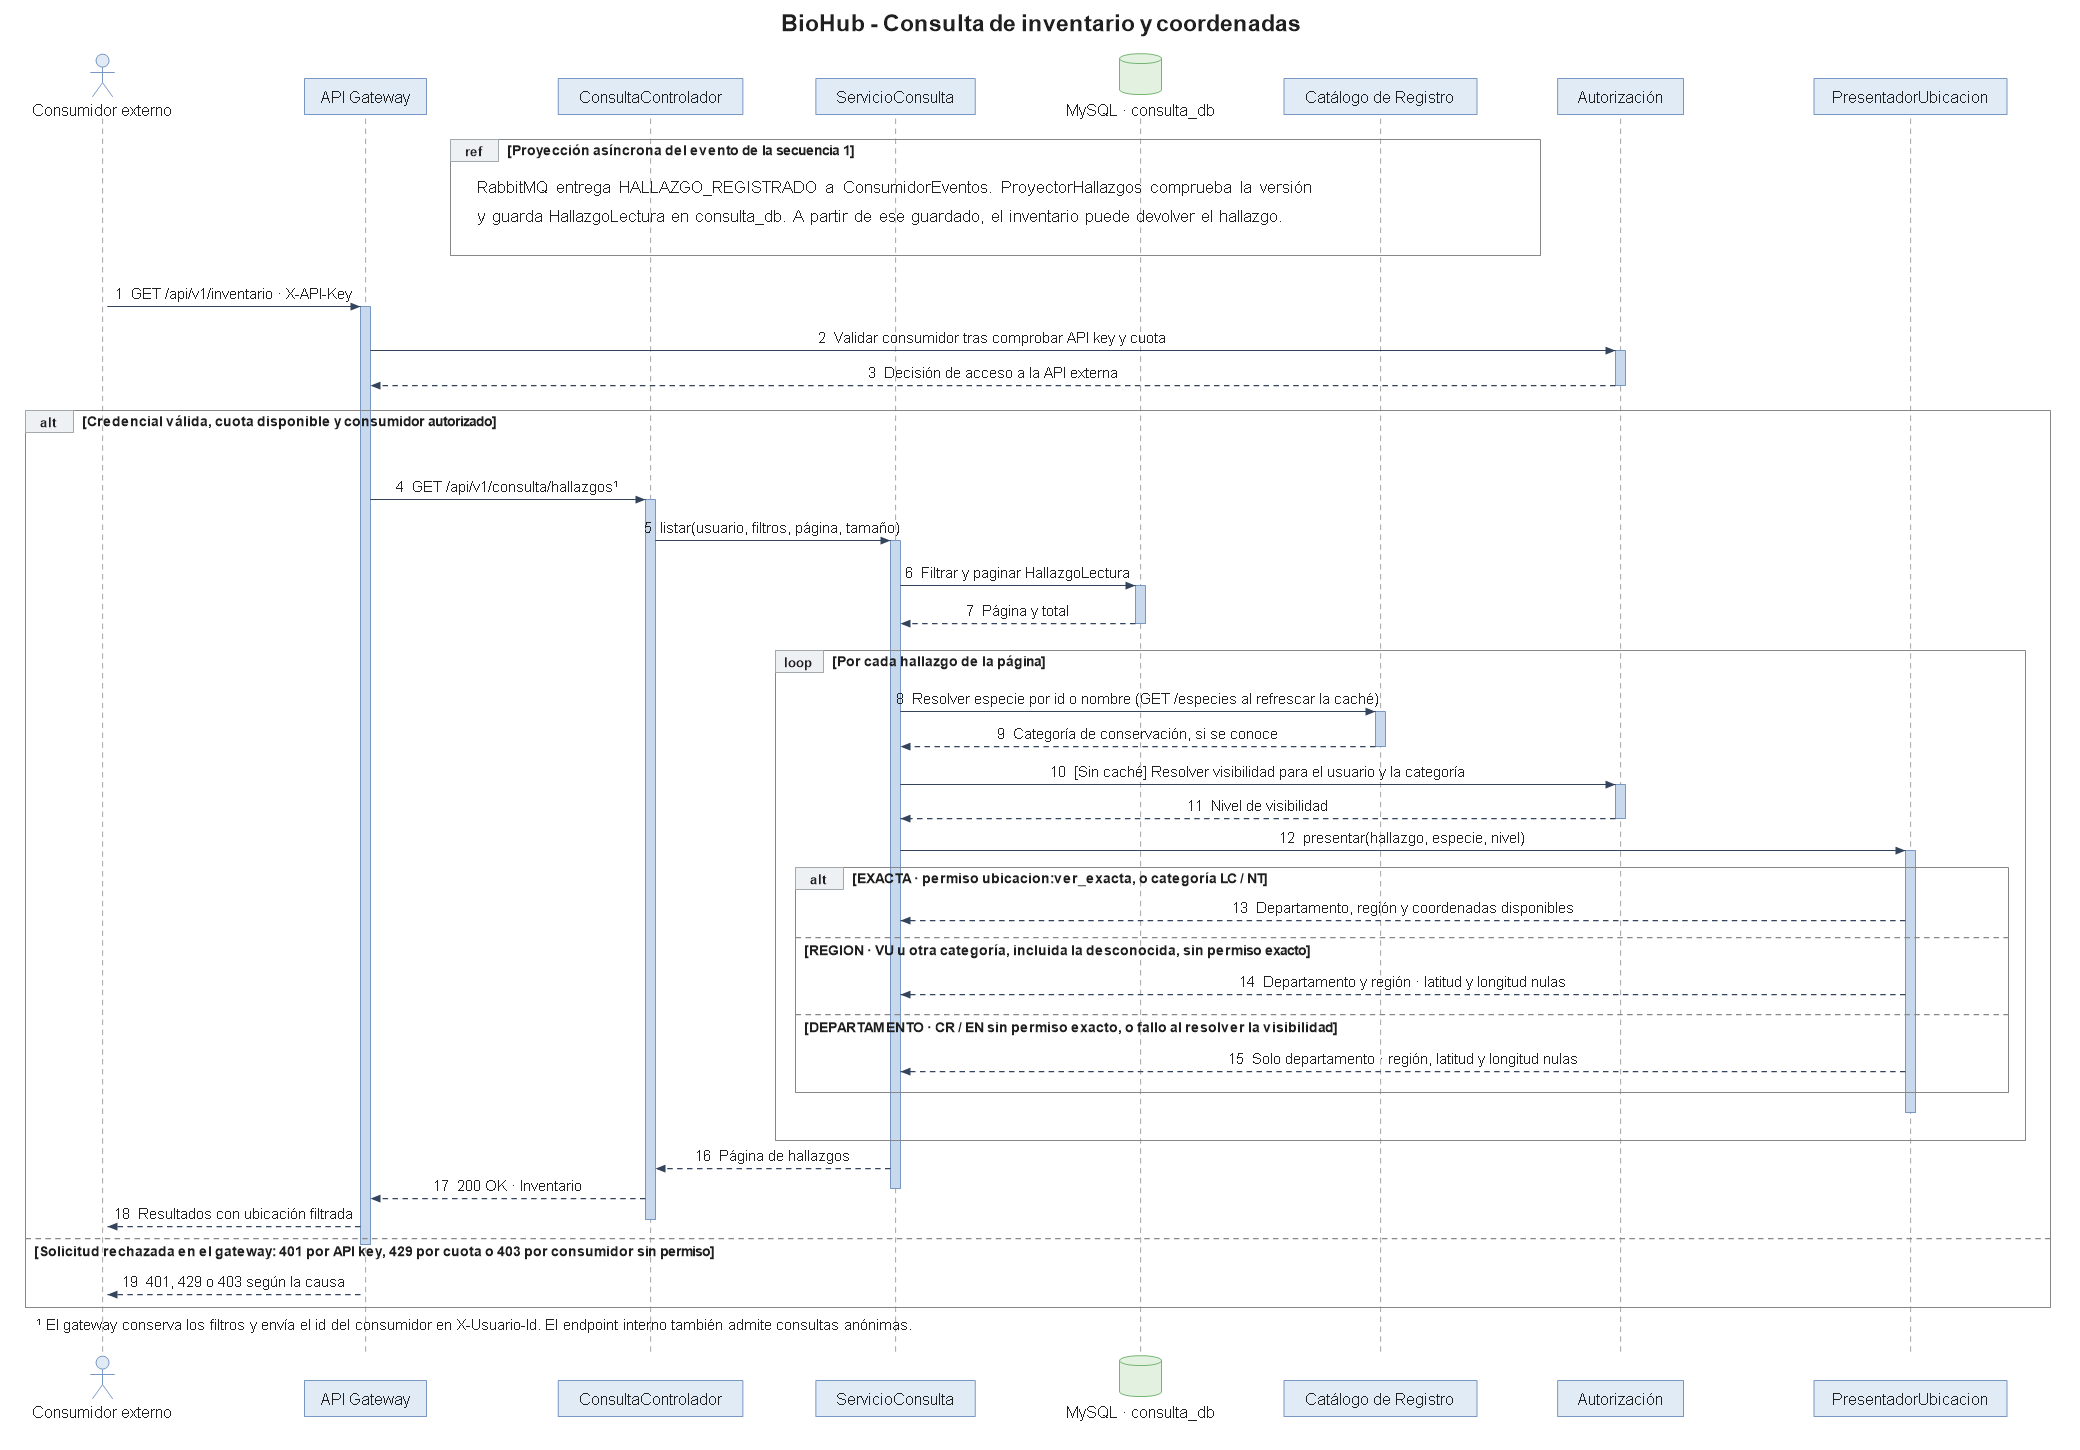 BioHub - Consulta de inventario y coordenadas
Consumidor externo
API Gateway
ConsultaControlador
ServicioConsulta
MySQL · consulta_db
Catálogo de Registro
Autorización
PresentadorUbicacion
ref
[Proyección asíncrona del evento de la secuencia 1]
RabbitMQ entrega HALLAZGO_REGISTRADO a ConsumidorEventos. ProyectorHallazgos comprueba la versión
y guarda HallazgoLectura en consulta_db. A partir de ese guardado, el inventario puede devolver el hallazgo.
1 GET /api/v1/inventario · X-API-Key
2 Validar consumidor tras comprobar API key y cuota
3 Decisión de acceso a la API externa
alt
[Credencial válida, cuota disponible y consumidor autorizado]
4 GET /api/v1/consulta/hallazgos¹
5 listar(usuario, filtros, página, tamaño)
6 Filtrar y paginar HallazgoLectura
7 Página y total
loop
[Por cada hallazgo de la página]
8 Resolver especie por id o nombre (GET /especies al refrescar la caché)
9 Categoría de conservación, si se conoce
10 [Sin caché] Resolver visibilidad para el usuario y la categoría
11 Nivel de visibilidad
12 presentar(hallazgo, especie, nivel)
alt
[EXACTA · permiso ubicacion:ver_exacta, o categoría LC / NT]
13 Departamento, región y coordenadas disponibles
[REGION · VU u otra categoría, incluida la desconocida, sin permiso exacto]
14 Departamento y región · latitud y longitud nulas
[DEPARTAMENTO · CR / EN sin permiso exacto, o fallo al resolver la visibilidad]
15 Solo departamento · región, latitud y longitud nulas
16 Página de hallazgos
17 200 OK · Inventario
18 Resultados con ubicación filtrada
[Solicitud rechazada en el gateway: 401 por API key, 429 por cuota o 403 por consumidor sin permiso]
19 401, 429 o 403 según la causa
¹ El gateway conserva los filtros y envía el id del consumidor en X-Usuario-Id. El endpoint interno también admite consultas anónimas.
Consumidor externo
API Gateway
ConsultaControlador
ServicioConsulta
MySQL · consulta_db
Catálogo de Registro
Autorización
PresentadorUbicacion